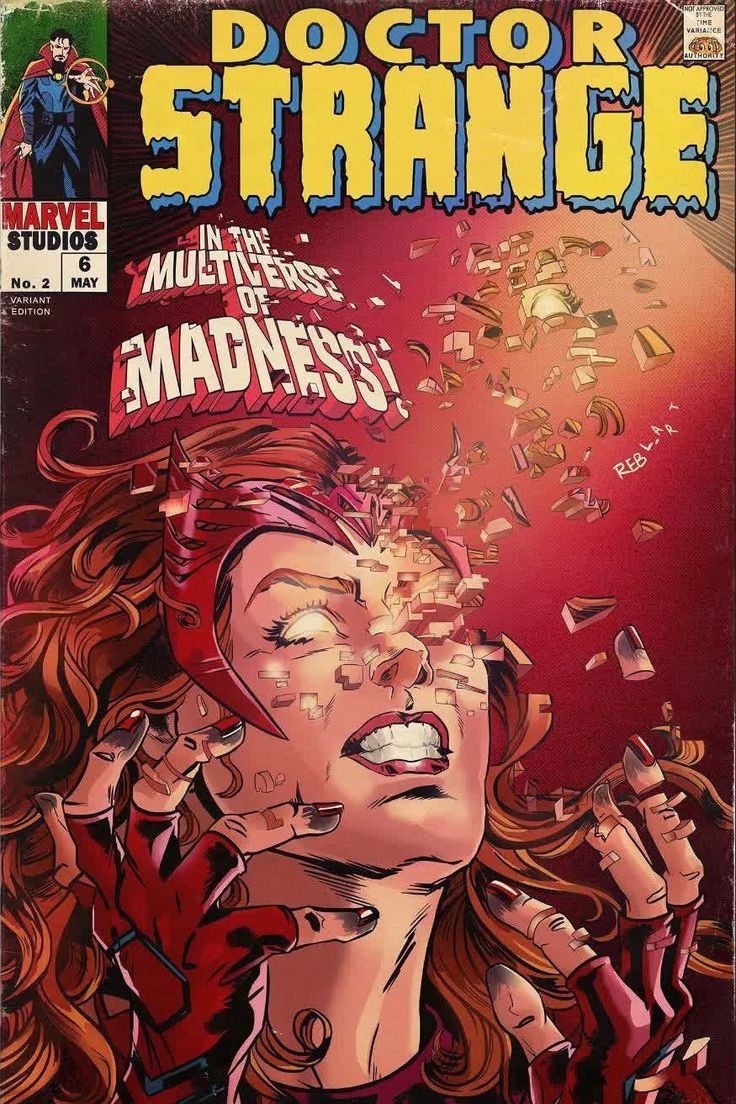 DOCTOR
STRANGE
NOT APPROVED
BY THE
TIME
VARIANCE
AUTHORITY
MARVEL
STUDIOS
No. 2
6
MAY
VARIANT
EDITION
IN THE
MULTIVERSE
OF
MADNESS!
REBEL_ART